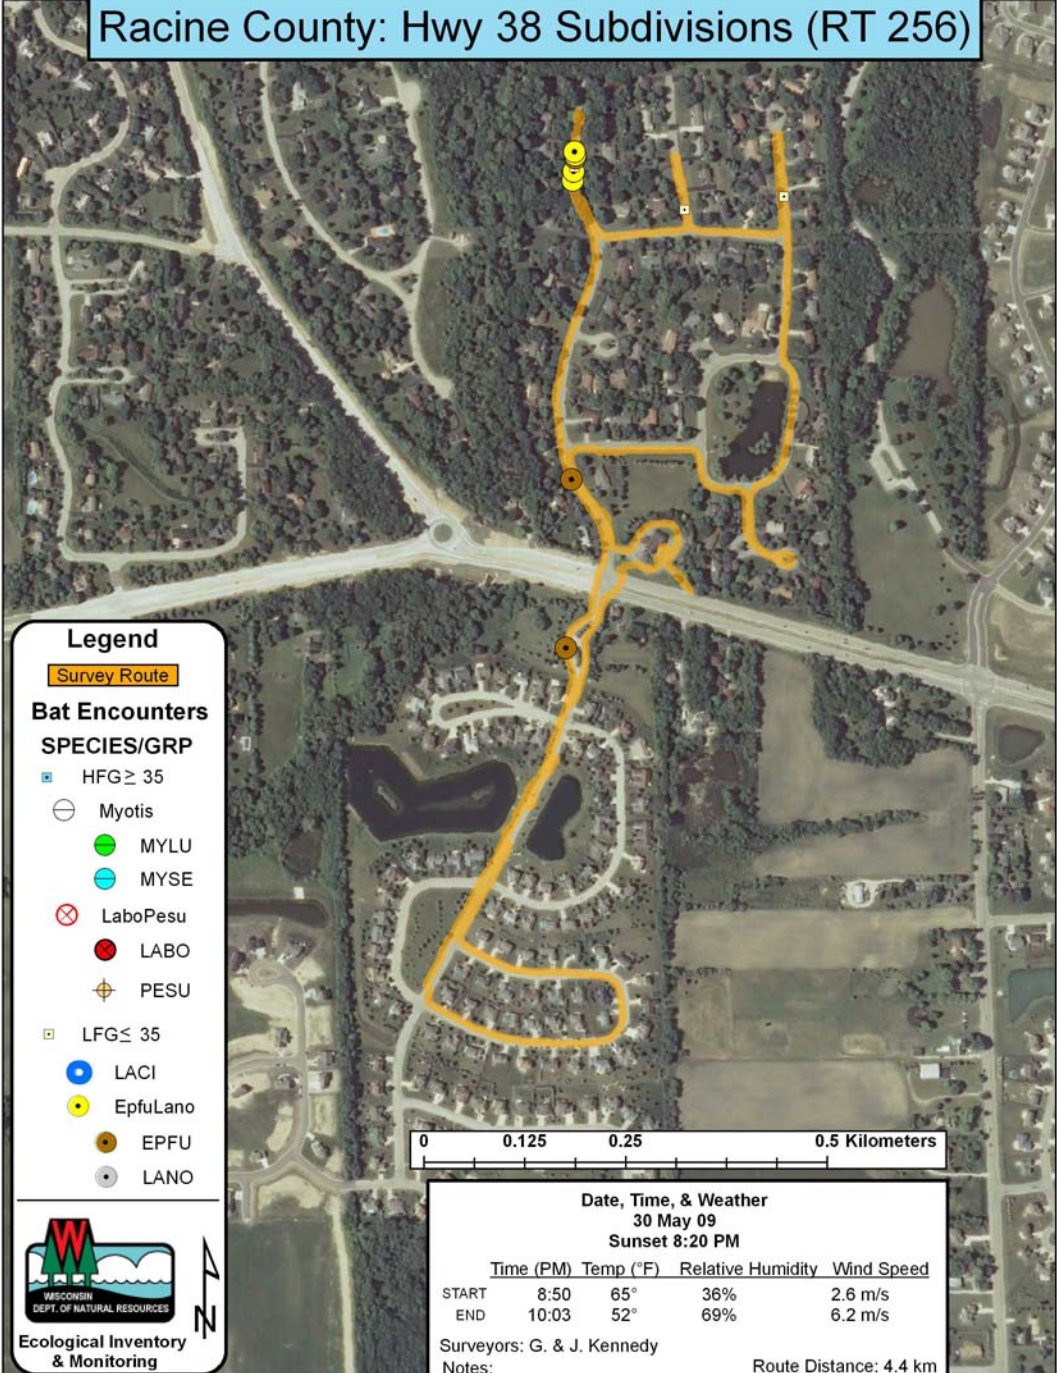 Racine County: Hwy 38 Subdivisions (RT 256)
Legend
Survey Route
Bat Encounters
SPECIES/GRP
HFG ≥ 35
Myotis
MYLU
MYSE
LaboPesu
LABO
PESU
LFG ≤ 35
LACI
EpfuLano
EPFU
LANO
W
WISCONSIN
DEPT. OF NATURAL RESOURCES
N
Ecological Inventory
& Monitoring
0 0.125 0.25 0.5 Kilometers
Date, Time, & Weather
30 May 09
Sunset 8:20 PM
Time (PM) Temp (°F) Relative Humidity Wind Speed
START 8:50 65° 36% 2.6 m/s
END 10:03 52° 69% 6.2 m/s
Surveyors: G. & J. Kennedy
Notes: Route Distance: 4.4 km